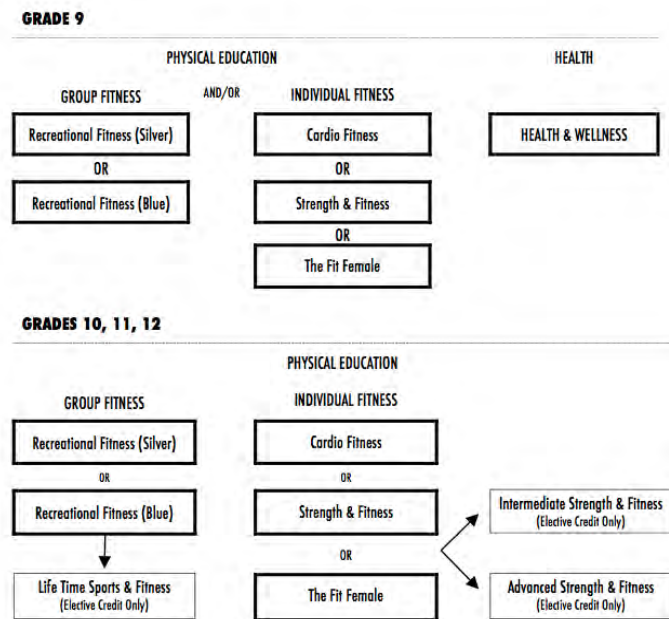 GRADE 9
PHYSICAL EDUCATION
HEALTH
GROUP FITNESS
AND/OR
INDIVIDUAL FITNESS
Recreational Fitness (Silver)
Cardio Fitness
HEALTH & WELLNESS
OR
OR
Recreational Fitness (Blue)
Strength & Fitness
OR
The Fit Female
GRADES 10, 11, 12
PHYSICAL EDUCATION
GROUP FITNESS
INDIVIDUAL FITNESS
Recreational Fitness (Silver)
Cardio Fitness
OR
OR
Recreational Fitness (Blue)
Strength & Fitness
Intermediate Strength & Fitness
(Elective Credit Only)
OR
Life Time Sports & Fitness
(Elective Credit Only)
The Fit Female
Advanced Strength & Fitness
(Elective Credit Only)